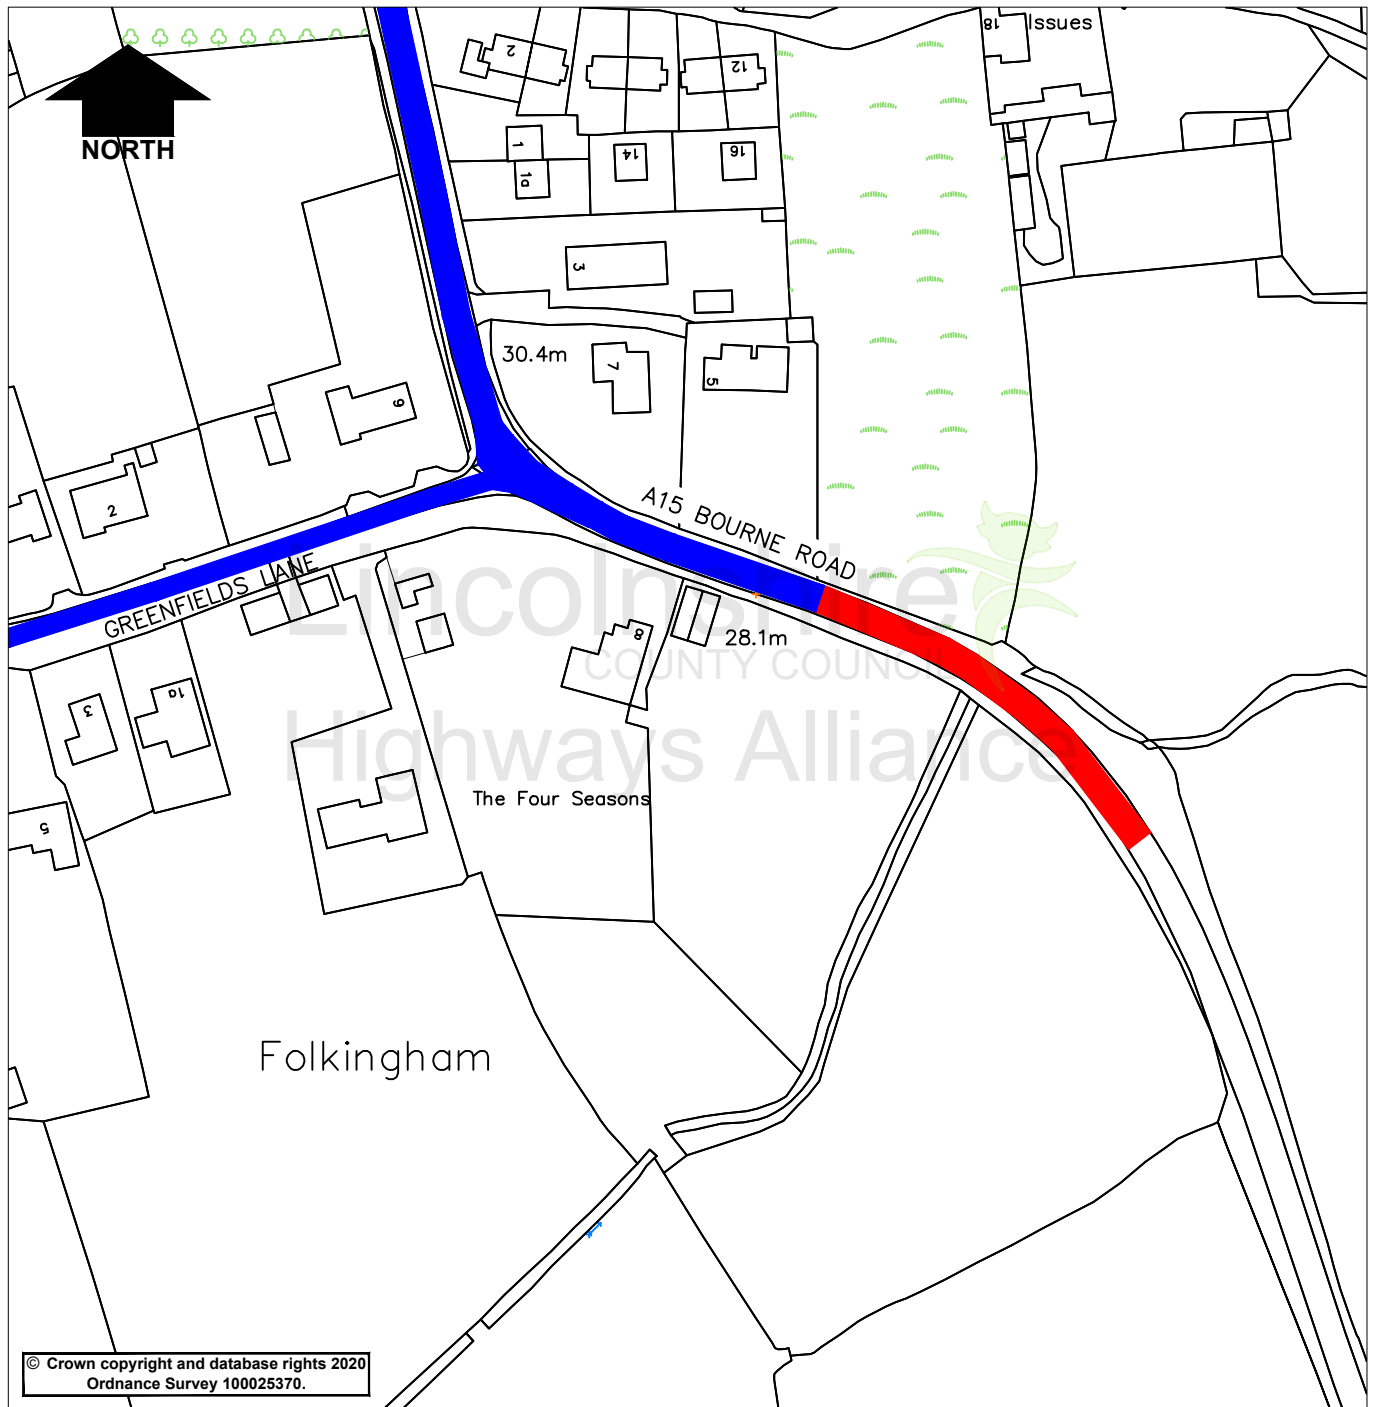 Issues
18
2
12
NORTH
1
14
16
1a
3
30.4m
7
5
9
2
A15 BOURNE ROAD
GREENFIELDS LANE
Lincolnshire
COUNTY COUNCIL
Highways Alliance
8
28.1m
3
1a
The Four Seasons
5
Folkingham
© Crown copyright and database rights 2020
Ordnance Survey 100025370.